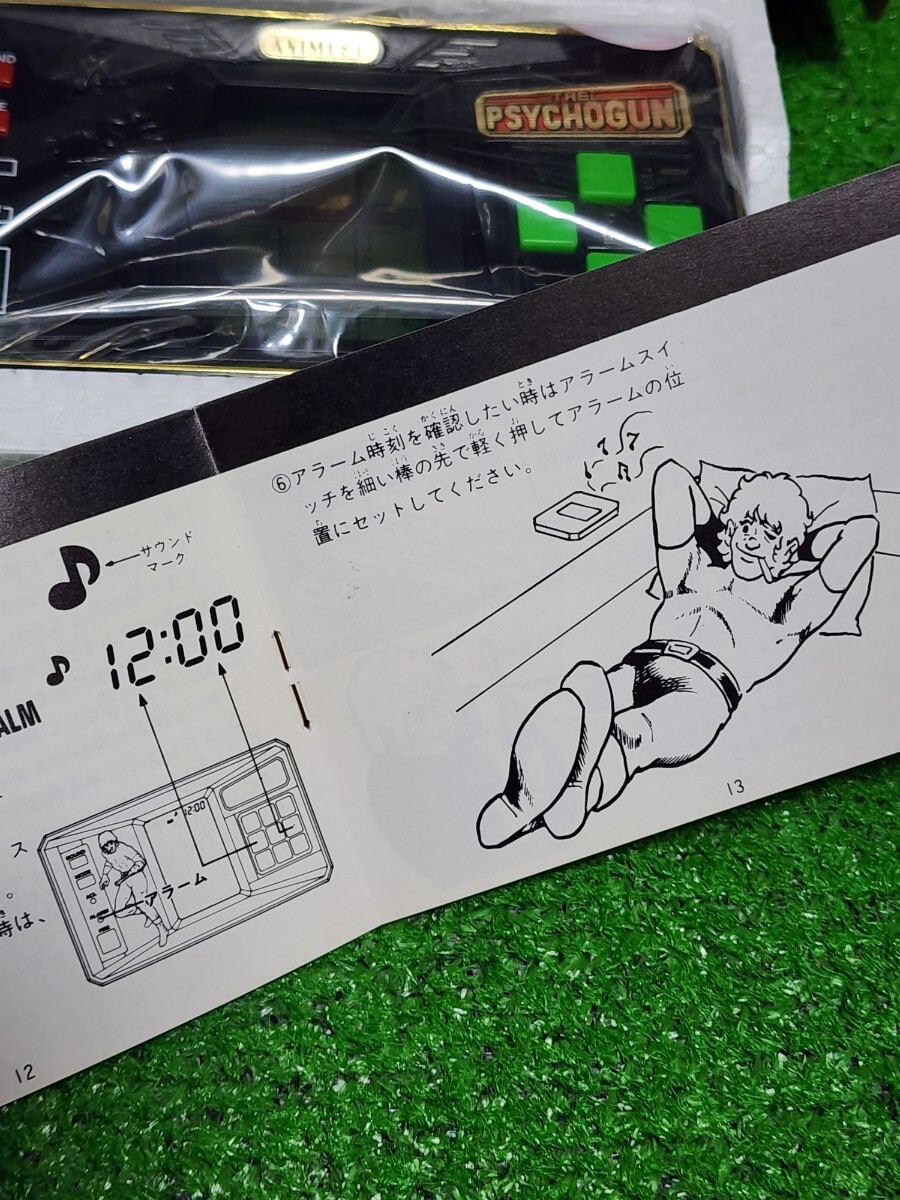 ANIMEST
THE
PSYCHOGUN
サウンド
マーク
12:00
ALM
12:00
アラーム
ス
。
時は、
12
⑥アラーム時刻を確認したい時はアラームスイ
ッチを細い棒の先で軽く押してアラームの位
置にセットしてください。
13